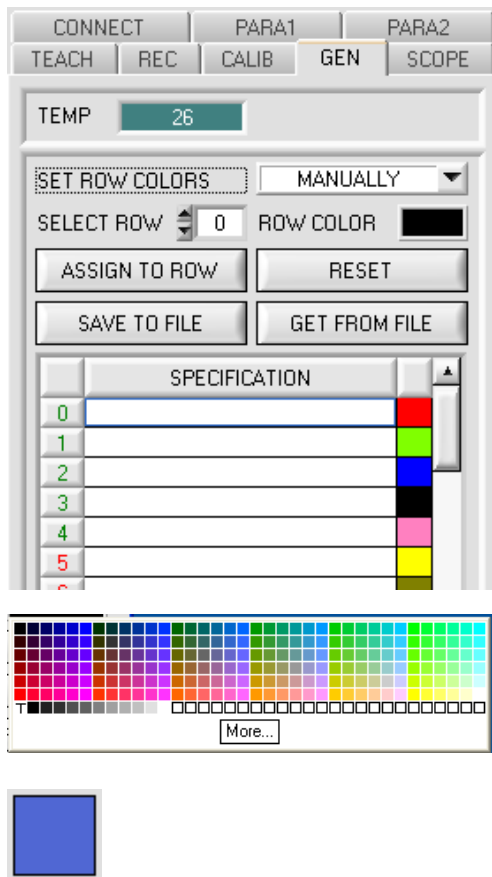 CONNECT PARA1 PARA2
TEACH REC CALIB GEN SCOPE
TEMP 26
SET ROW COLORS MANUALLY
SELECT ROW 0 ROW COLOR
ASSIGN TO ROW RESET
SAVE TO FILE GET FROM FILE
SPECIFICATION
0
1
2
3
4
5
T
More...